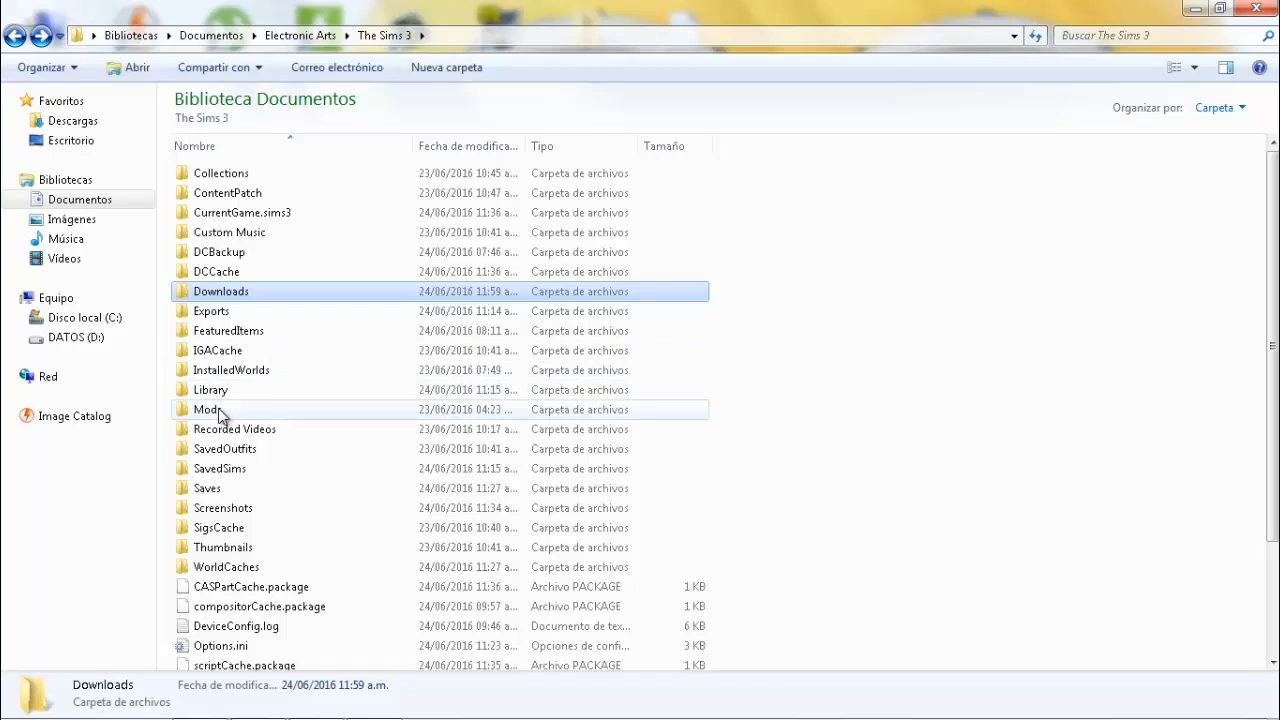 Bibliotecas Documentos Electronic Arts The Sims 3 Buscar The Sims 3
Organizar Abrir Compartir con Correo electrónico Nueva carpeta
Favoritos
Descargas
Escritorio
Bibliotecas
Documentos
Imágenes
Música
Vídeos
Equipo
Disco local (C:)
DATOS (D:)
Red
Image Catalog
Biblioteca Documentos
The Sims 3
Organizar por: Carpeta
Nombre Fecha de modifica... Tipo Tamaño
Collections 23/06/2016 10:45 a... Carpeta de archivos
ContentPatch 23/06/2016 10:47 a... Carpeta de archivos
CurrentGame.sims3 24/06/2016 11:36 a... Carpeta de archivos
Custom Music 23/06/2016 10:41 a... Carpeta de archivos
DCBackup 24/06/2016 07:46 a... Carpeta de archivos
DCCache 24/06/2016 11:36 a... Carpeta de archivos
Downloads 24/06/2016 11:59 a... Carpeta de archivos
Exports 24/06/2016 11:14 a... Carpeta de archivos
FeaturedItems 24/06/2016 08:11 a... Carpeta de archivos
IGACache 23/06/2016 10:41 a... Carpeta de archivos
InstalledWorlds 23/06/2016 07:49 ... Carpeta de archivos
Library 24/06/2016 11:15 a... Carpeta de archivos
Mods 23/06/2016 04:23 ... Carpeta de archivos
Recorded Videos 23/06/2016 10:17 a... Carpeta de archivos
SavedOutfits 23/06/2016 10:41 a... Carpeta de archivos
SavedSims 24/06/2016 11:15 a... Carpeta de archivos
Saves 24/06/2016 11:27 a... Carpeta de archivos
Screenshots 24/06/2016 11:34 a... Carpeta de archivos
SigsCache 23/06/2016 10:40 a... Carpeta de archivos
Thumbnails 23/06/2016 10:41 a... Carpeta de archivos
WorldCaches 24/06/2016 11:27 a... Carpeta de archivos
CASPartCache.package 24/06/2016 11:36 a... Archivo PACKAGE 1 KB
compositorCache.package 24/06/2016 09:57 a... Archivo PACKAGE 1 KB
DeviceConfig.log 24/06/2016 09:46 a... Documento de tex... 6 KB
Options.ini 24/06/2016 11:23 a... Opciones de confi... 3 KB
scriptCache.package 24/06/2016 11:35 a... Archivo PACKAGE 1 KB
Downloads Fecha de modifica... 24/06/2016 11:59 a.m.
Carpeta de archivos